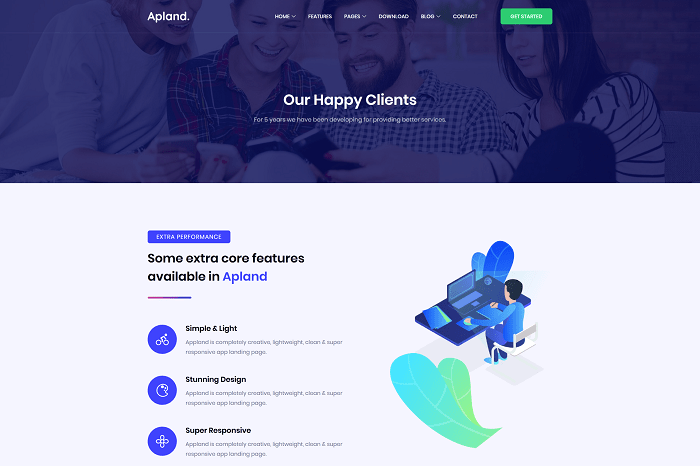 Apland.
HOME
FEATURES
PAGES
DOWNLOAD
BLOG
CONTACT
GET STARTED
Our Happy Clients
For 5 years we have been developing for providing better services.
EXTRA PERFORMANCE
Some extra core features
available in Apland
Simple & Light
Appland is completely creative, lightweight, clean & super
responsive app landing page.
Stunning Design
Appland is completely creative, lightweight, clean & super
responsive app landing page.
Super Responsive
Appland is completely creative, lightweight, clean & super
responsive app landing page.